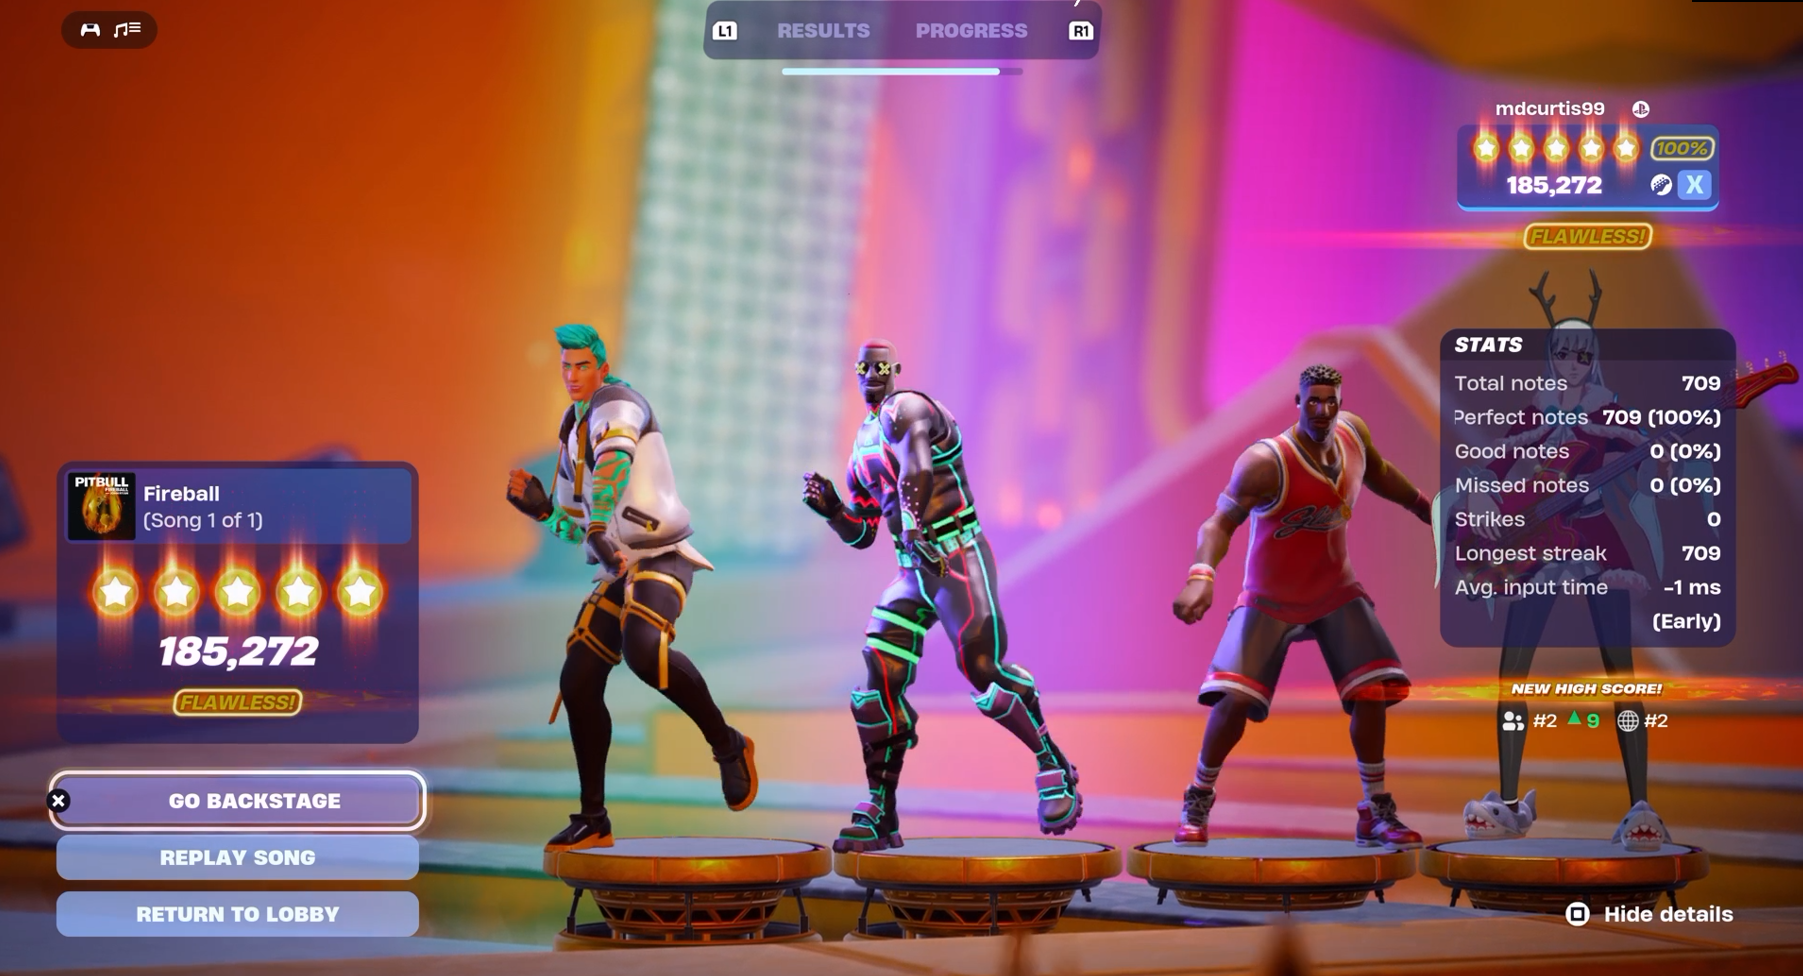 L1 RESULTS PROGRESS R1
mdcurtis99
100%
185,272
X
FLAWLESS!
STATS
Total notes 709
Perfect notes 709 (100%)
Good notes 0 (0%)
Missed notes 0 (0%)
Strikes 0
Longest streak 709
Avg. input time -1 ms
(Early)
NEW HIGH SCORE!
#2 9 #2
PITBULL
Fireball
(Song 1 of 1)
185,272
FLAWLESS!
GO BACKSTAGE
REPLAY SONG
RETURN TO LOBBY
Hide details